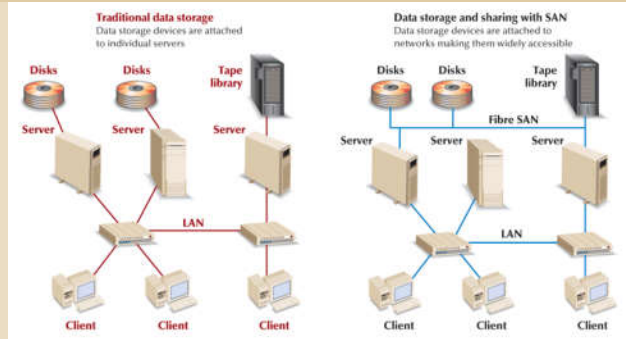 Traditional data storage
Data storage devices are attached
to individual servers
Disks
Disks
Tape
library
Server
Server
Server
LAN
Client
Client
Client
Data storage and sharing with SAN
Data storage devices are attached to
networks making them widely accessible
Disks
Disks
Tape
library
Fibre SAN
Server
Server
Server
LAN
Client
Client
Client